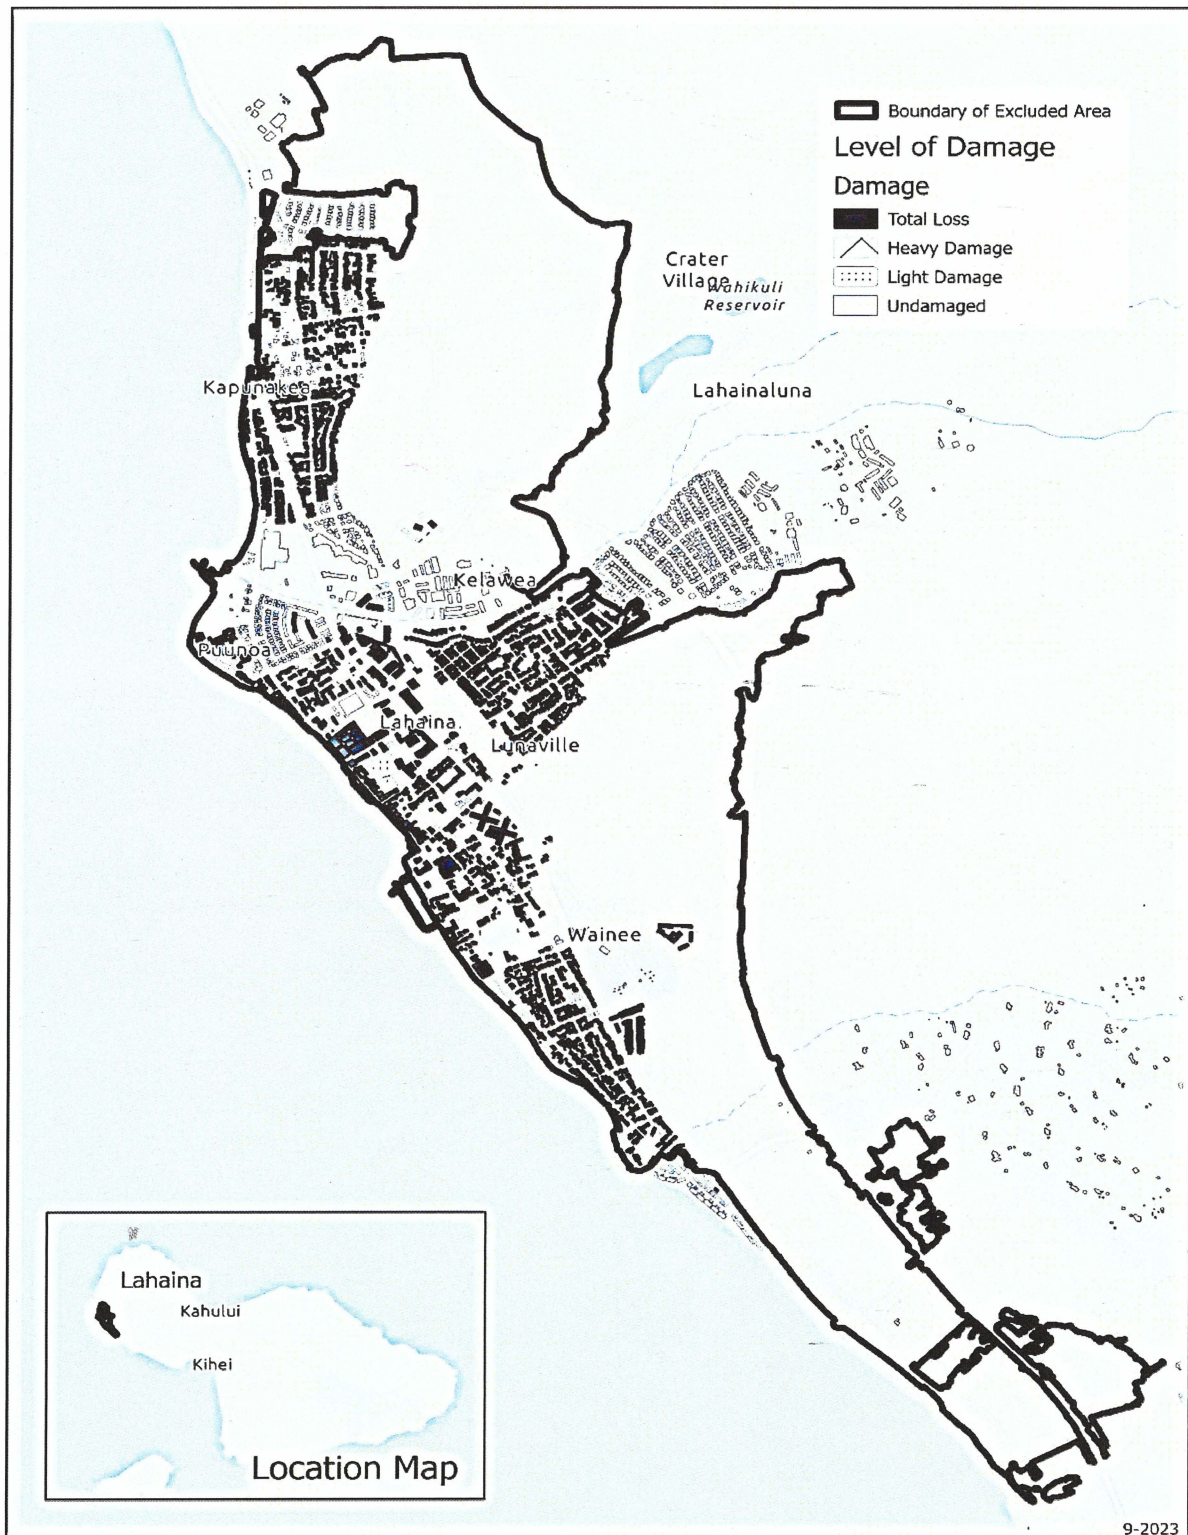 Boundary of Excluded Area
Level of Damage
Damage
Total Loss
Heavy Damage
Light Damage
Undamaged
Crater
Village
Wahikuli
Reservoir
Lahainaluna
Kapunakea
Kelawea
Puunoa
Lahaina
Lunaville
Wainee
Lahaina
Kahului
Kihei
Location Map
9-2023